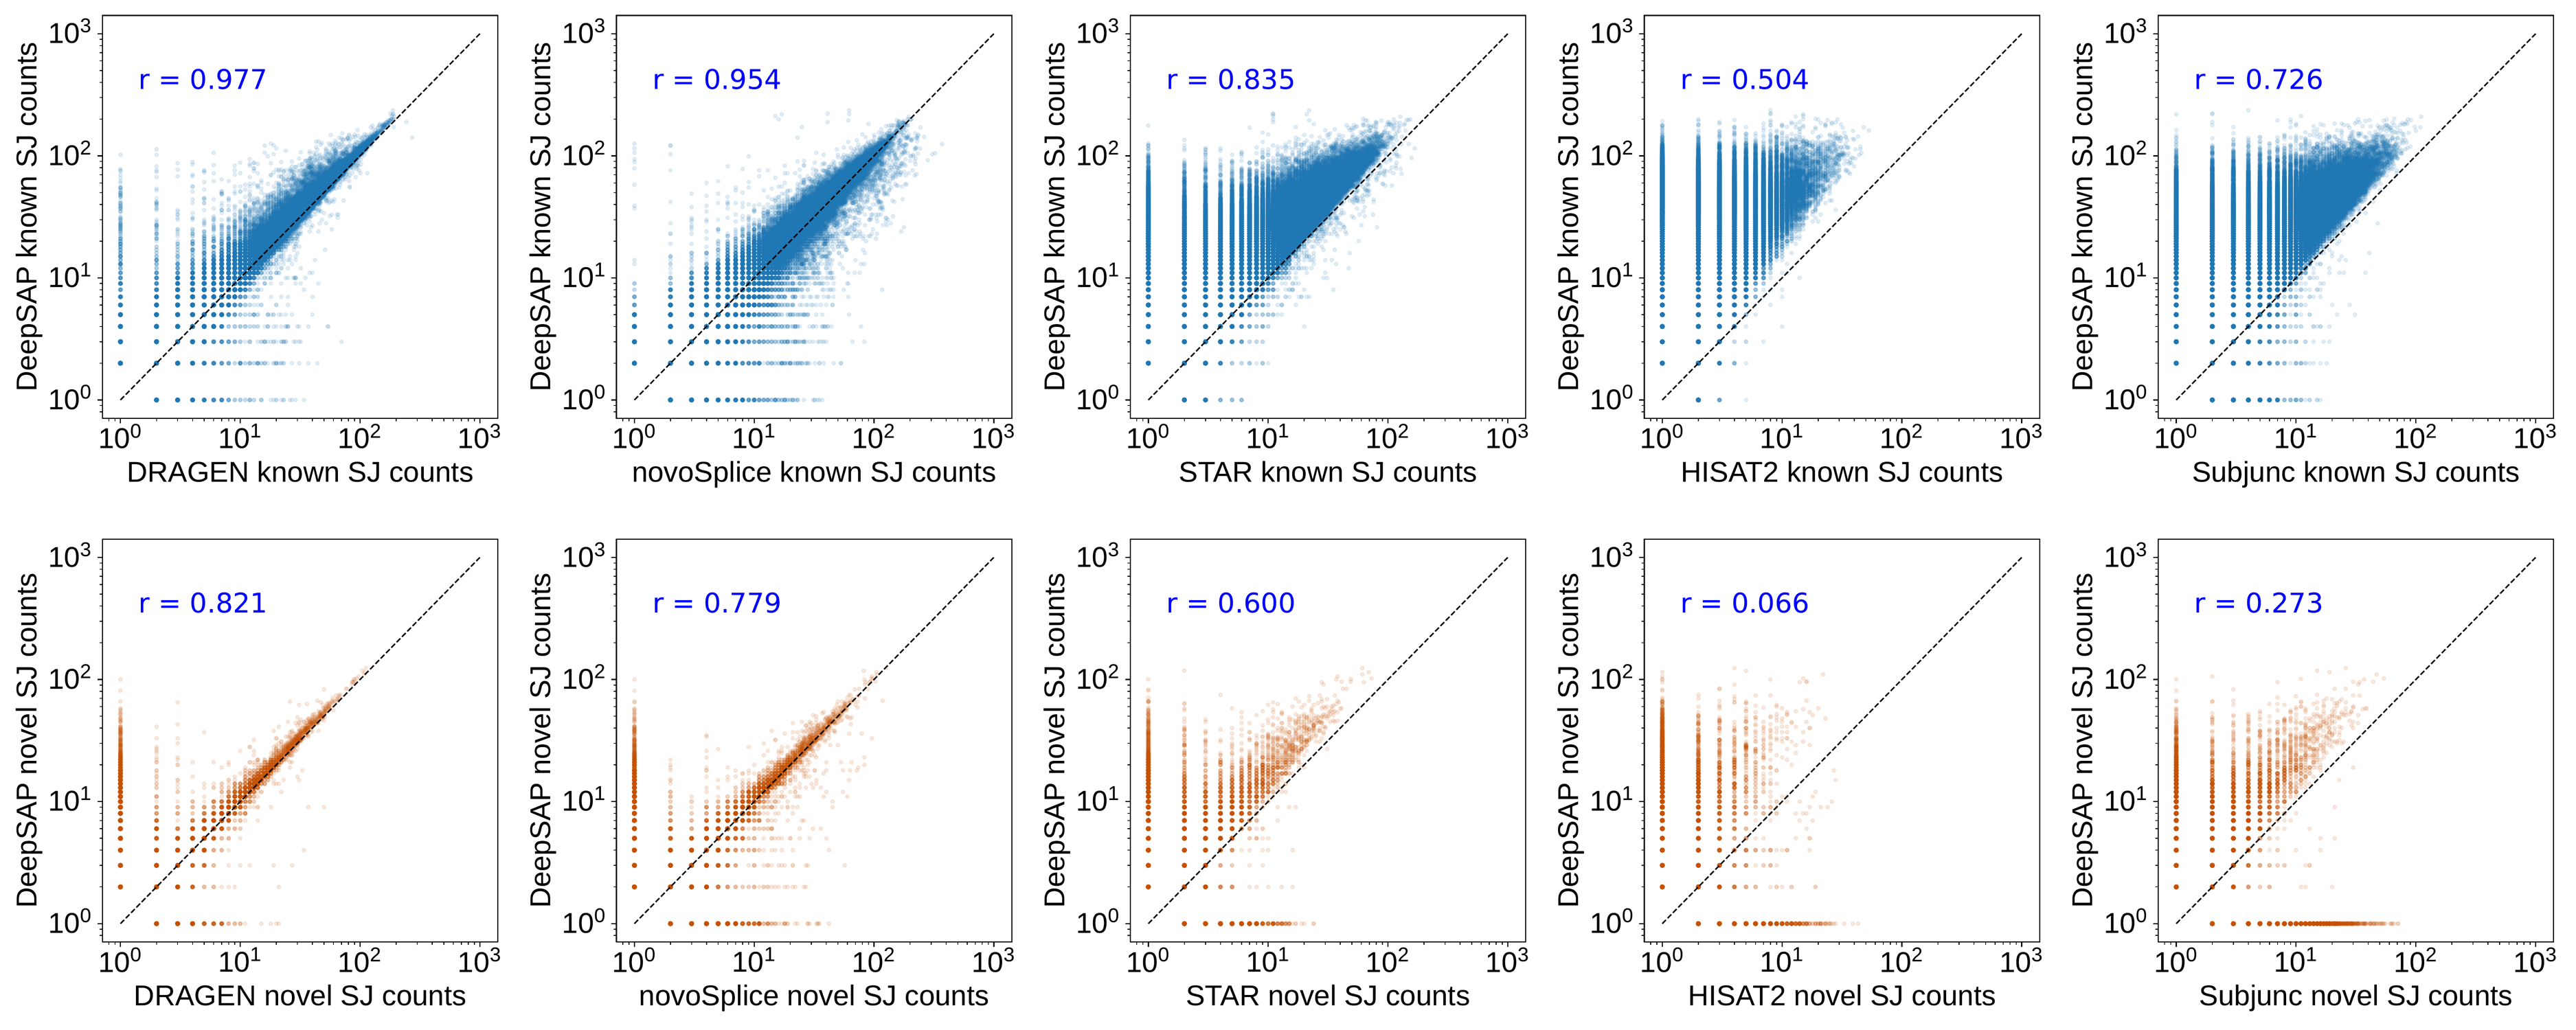 DeepSAP known SJ counts
10³
10²
10¹
10⁰
r = 0.977
10⁰ 10¹ 10² 10³
DRAGEN known SJ counts
DeepSAP known SJ counts
10³
10²
10¹
10⁰
r = 0.954
10⁰ 10¹ 10² 10³
novoSplice known SJ counts
DeepSAP known SJ counts
10³
10²
10¹
10⁰
r = 0.835
10⁰ 10¹ 10² 10³
STAR known SJ counts
DeepSAP known SJ counts
10³
10²
10¹
10⁰
r = 0.504
10⁰ 10¹ 10² 10³
HISAT2 known SJ counts
DeepSAP known SJ counts
10³
10²
10¹
10⁰
r = 0.726
10⁰ 10¹ 10² 10³
Subjunc known SJ counts
DeepSAP novel SJ counts
10³
10²
10¹
10⁰
r = 0.821
10⁰ 10¹ 10² 10³
DRAGEN novel SJ counts
DeepSAP novel SJ counts
10³
10²
10¹
10⁰
r = 0.779
10⁰ 10¹ 10² 10³
novoSplice novel SJ counts
DeepSAP novel SJ counts
10³
10²
10¹
10⁰
r = 0.600
10⁰ 10¹ 10² 10³
STAR novel SJ counts
DeepSAP novel SJ counts
10³
10²
10¹
10⁰
r = 0.066
10⁰ 10¹ 10² 10³
HISAT2 novel SJ counts
DeepSAP novel SJ counts
10³
10²
10¹
10⁰
r = 0.273
10⁰ 10¹ 10² 10³
Subjunc novel SJ counts